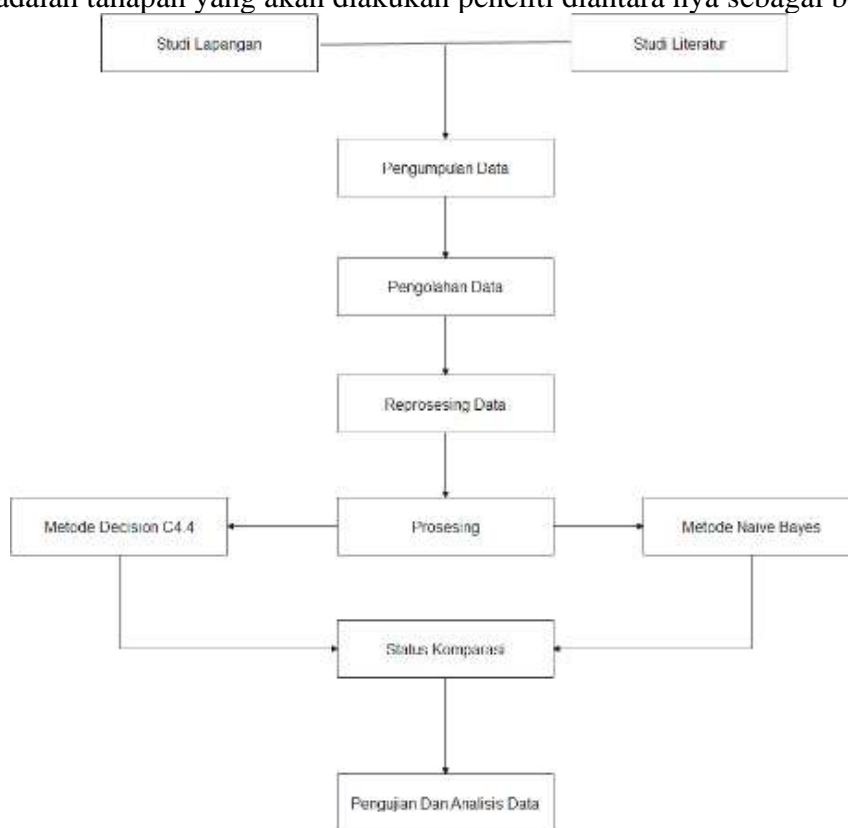 adalah tahapan yang akan diakukan peneliti diantara nya sebagai b
Studi Lapangan
Studi Literatur
Pengumpulan Data
Pengolahan Data
Reprosesing Data
Metode Decision C4.4
Prosesing
Metode Naive Bayes
Status Komparasi
Pengujian Dan Analisis Data